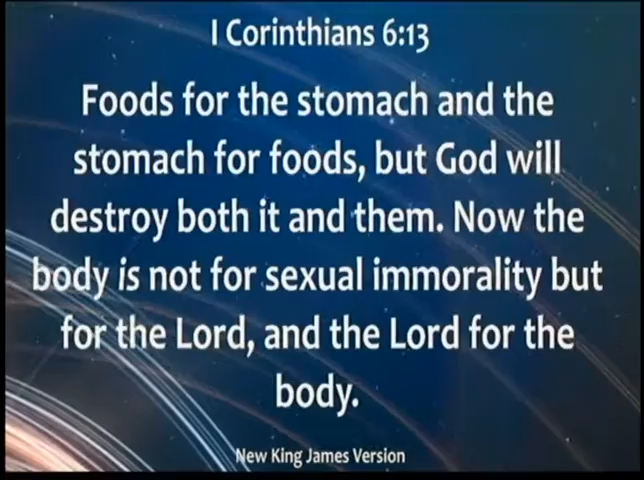 I Corinthians 6:13
Foods for the stomach and the
stomach for foods, but God will
destroy both it and them. Now the
body is not for sexual immorality but
for the Lord, and the Lord for the
body.
New King James Version